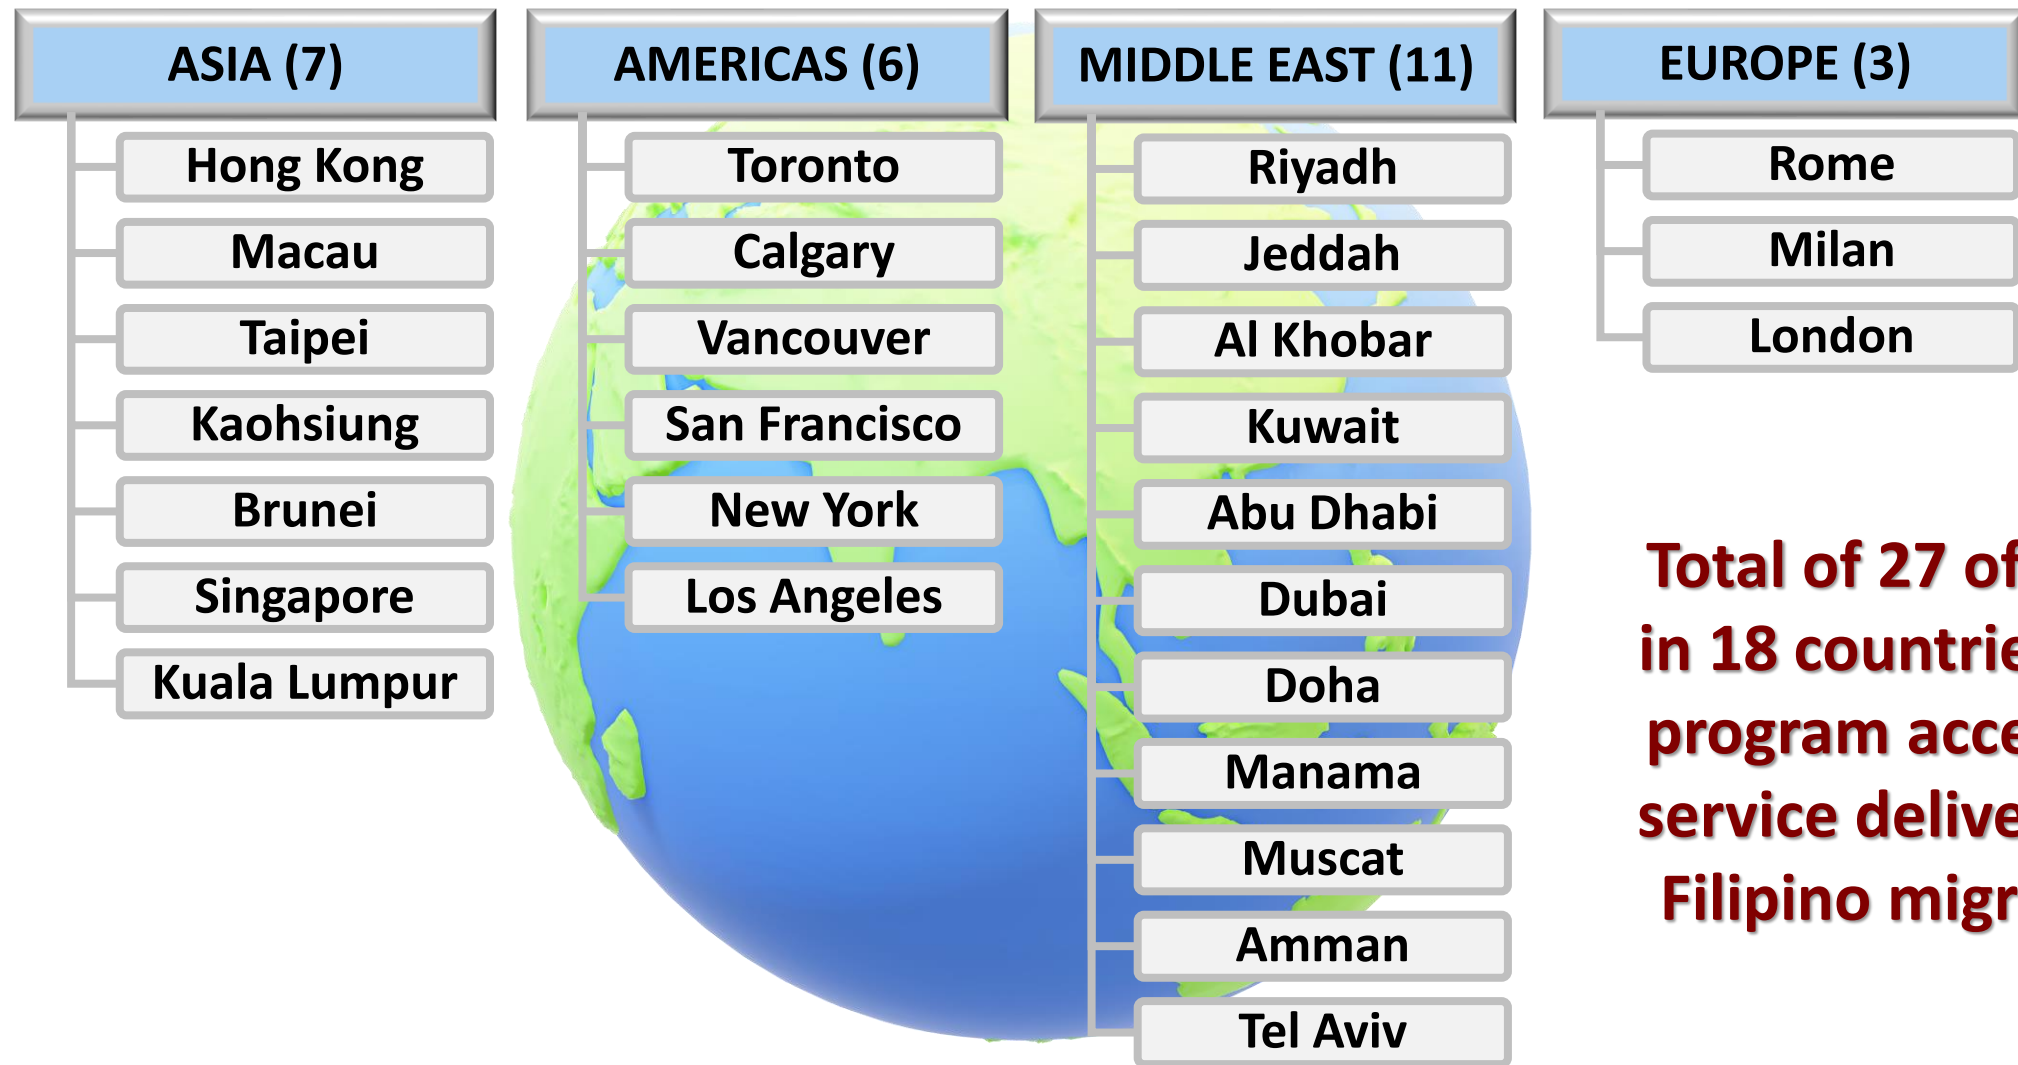 ASIA (7)
Hong Kong
Macau
Taipei
Kaohsiung
Brunei
Singapore
Kuala Lumpur
AMERICAS (6)
Toronto
Calgary
Vancouver
San Francisco
New York
Los Angeles
MIDDLE EAST (11)
Riyadh
Jeddah
Al Khobar
Kuwait
Abu Dhabi
Dubai
Doha
Manama
Muscat
Amman
Tel Aviv
EUROPE (3)
Rome
Milan
London
Total of 27
in 18
program
service
Filipino